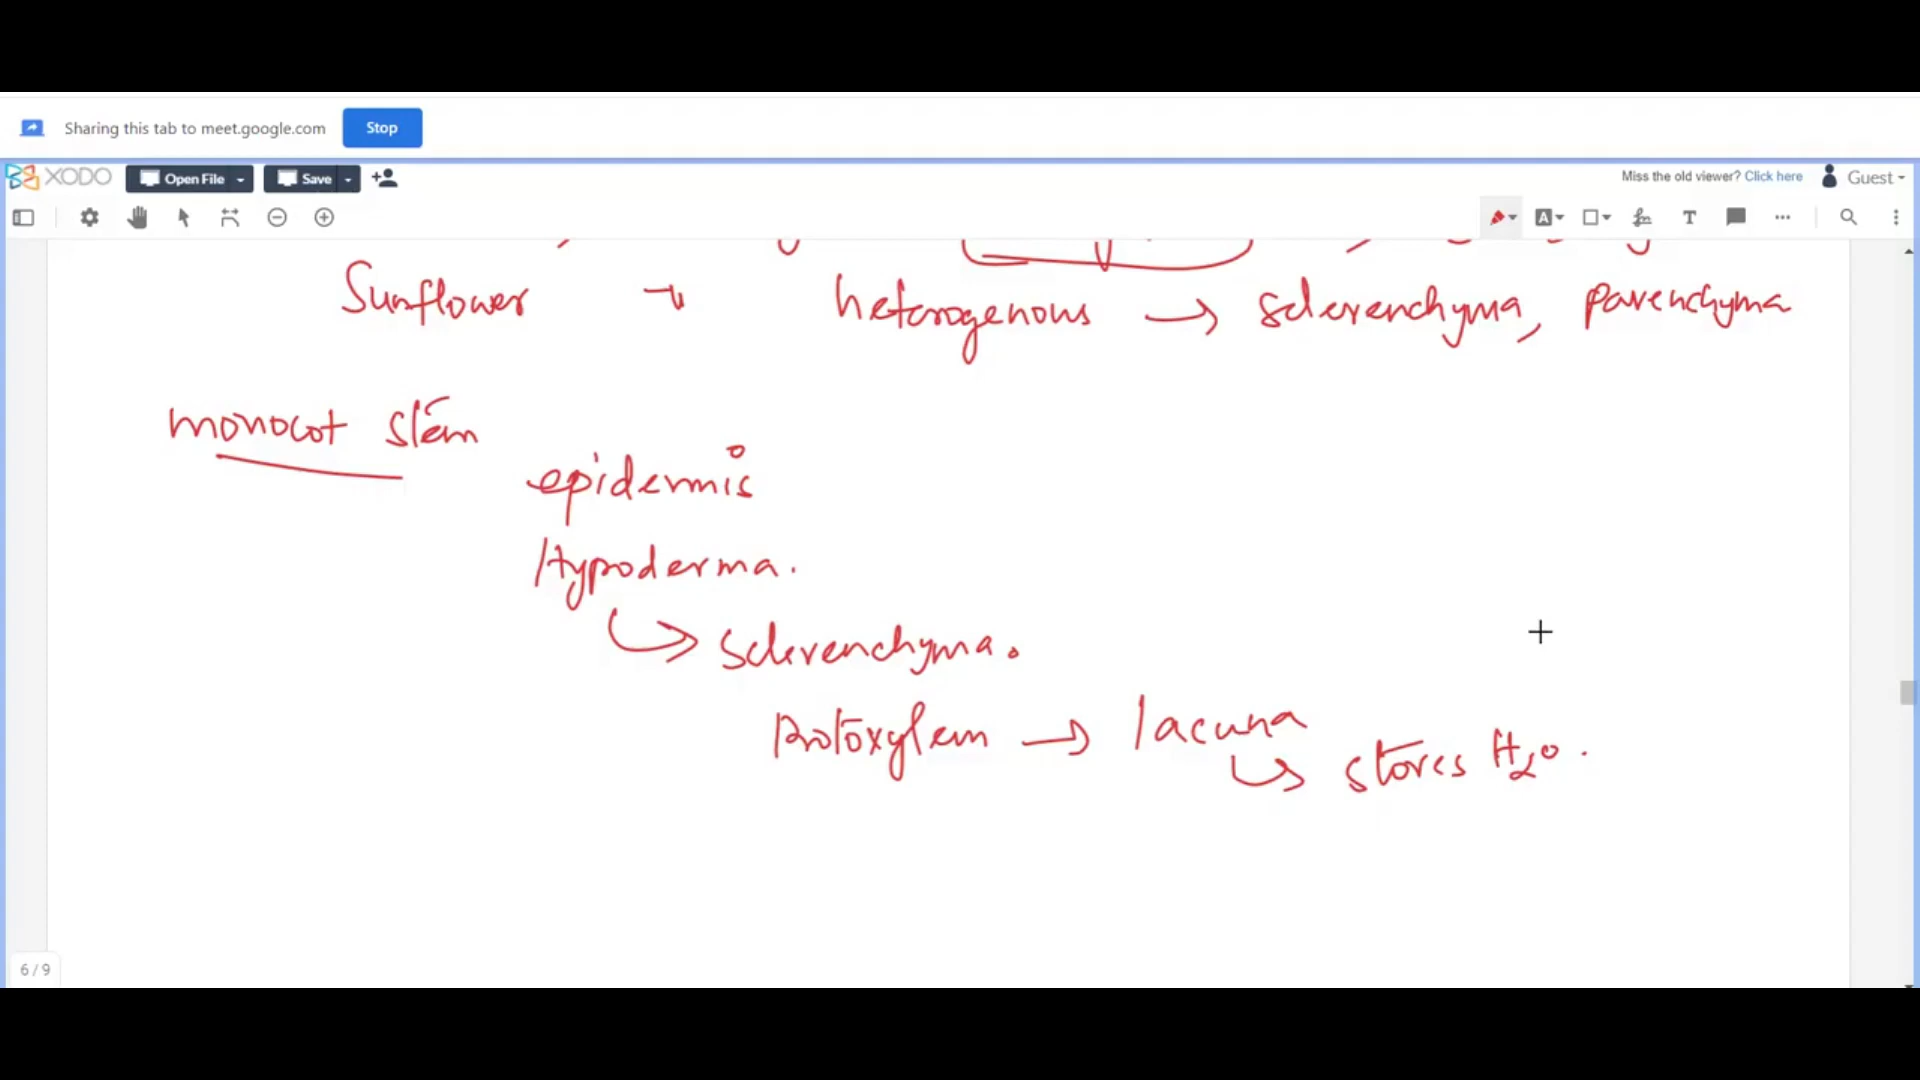 Sharing this tab to meet.google.com Stop
XODO Open File Save Miss the old viewer? Click here Guest
Sunflower → heterogenous → sclerenchyma, parenchyma
monocot stem
epidermis
Hypoderma.
↳ sclerenchyma.
Protoxylem → lacuna
↳ stores H₂O.
6 / 9